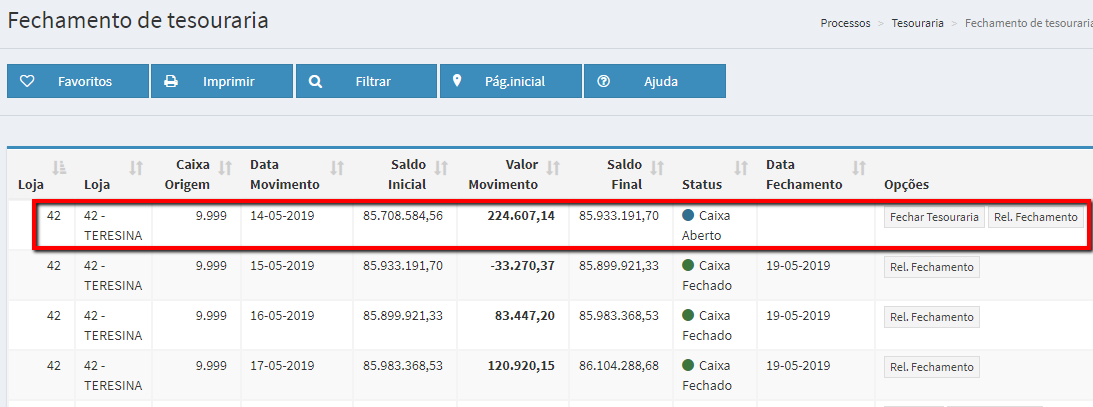 Fechamento de tesouraria
Processos > Tesouraria > Fechamento de tesouraria
Favoritos Imprimir Filtrar Pág.inicial Ajuda
Loja Loja Caixa Origem Data Movimento Saldo Inicial Valor Movimento Saldo Final Status Data Fechamento Opções
42 42 - TERESINA 9.999 14-05-2019 85.708.584,56 224.607,14 85.933.191,70 Caixa Aberto Fechar Tesouraria Rel. Fechamento
42 42 - TERESINA 9.999 15-05-2019 85.933.191,70 -33.270,37 85.899.921,33 Caixa Fechado 19-05-2019 Rel. Fechamento
42 42 - TERESINA 9.999 16-05-2019 85.899.921,33 83.447,20 85.983.368,53 Caixa Fechado 19-05-2019 Rel. Fechamento
42 42 - TERESINA 9.999 17-05-2019 85.983.368,53 120.920,15 86.104.288,68 Caixa Fechado 19-05-2019 Rel. Fechamento